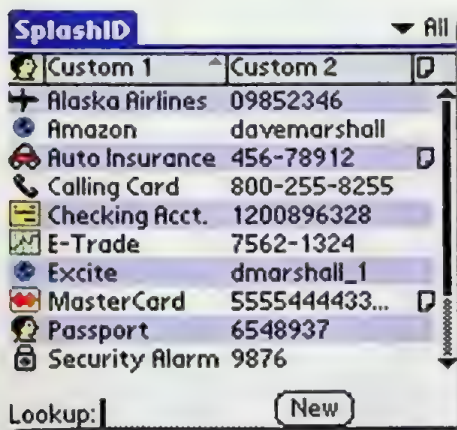 SplashID All
Custom 1 Custom 2
Alaska Airlines 09852346
Amazon davemarshall
Auto Insurance 456-78912
Calling Card 800-255-8255
Checking Acct. 1200896328
E-Trade 7562-1324
Excite dmarshall_1
MasterCard 5555444433...
Passport 6548937
Security Alarm 9876
Lookup: New